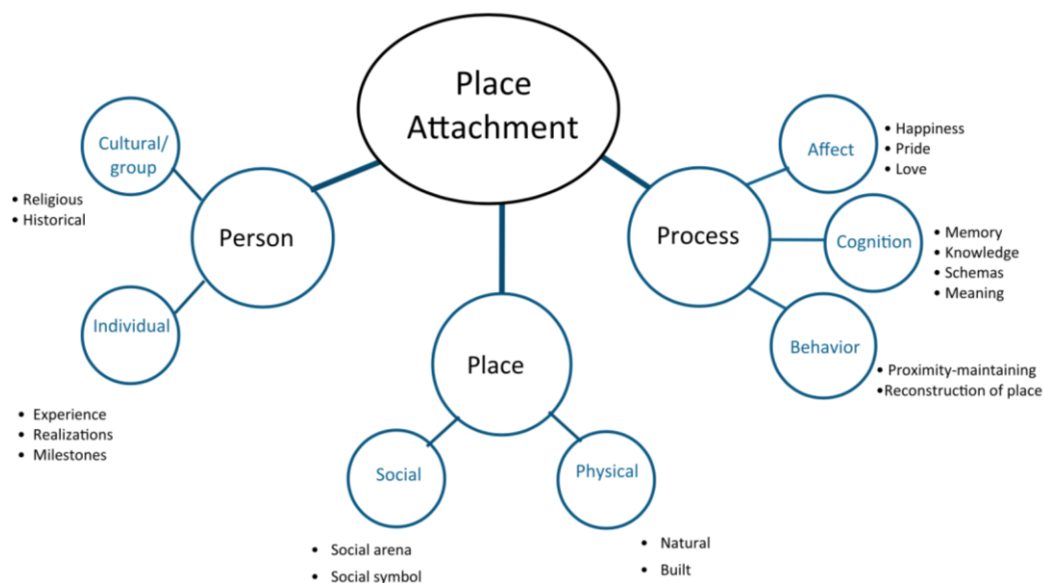 Place
Attachment
Cultural/
group
• Religious
• Historical
Person
Individual
• Experience
• Realizations
• Milestones
Place
Social
• Social arena
• Social symbol
Physical
• Natural
• Built
Process
Affect
• Happiness
• Pride
• Love
Cognition
• Memory
• Knowledge
• Schemas
• Meaning
Behavior
• Proximity-maintaining
•Reconstruction of place